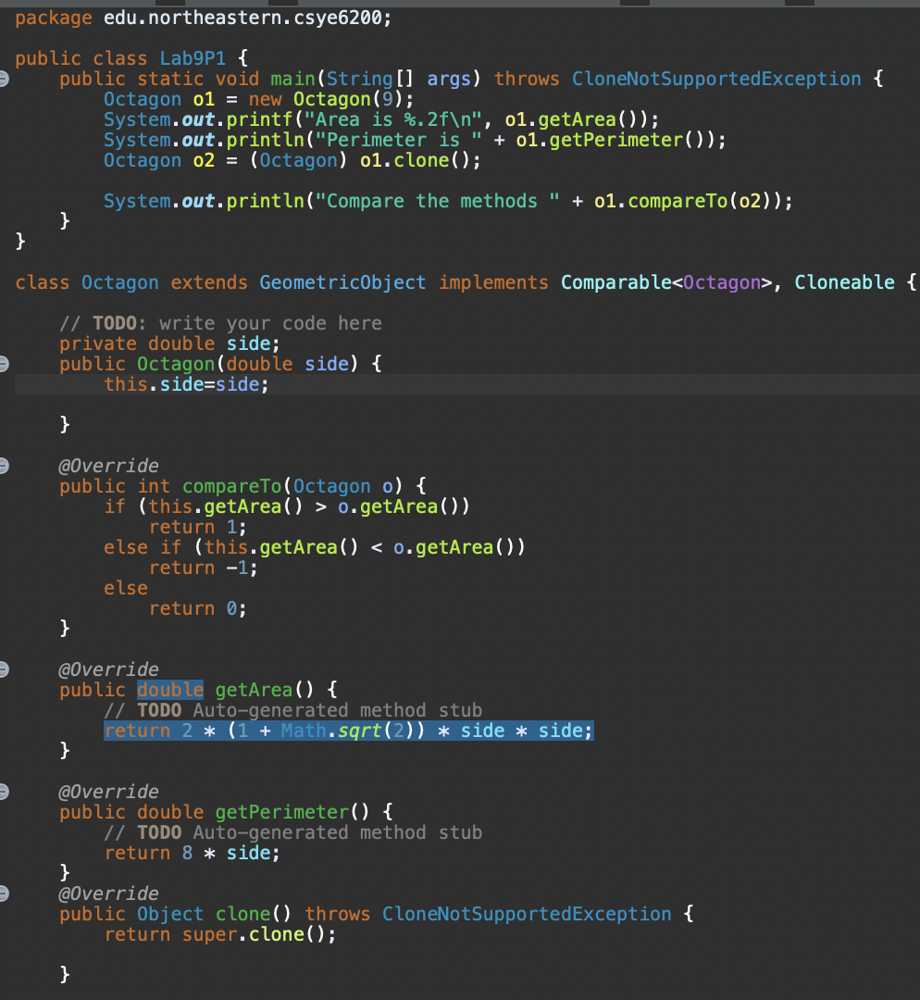 package edu.northeastern.csye6200;
public class Lab9P1 {
public static void main(String[] args) throws CloneNotSupportedException {
Octagon o1 = new Octagon(9);
System.out.printf("Area is %.2f\n", o1.getArea());
System.out.println("Perimeter is " + o1.getPerimeter());
Octagon o2 = (Octagon) o1.clone();
System.out.println("Compare the methods " + o1.compareTo(o2));
}
}
class Octagon extends GeometricObject implements Comparable<Octagon>, Cloneable {
// TODO: write your code here
private double side;
public Octagon(double side) {
this.side=side;
}
@Override
public int compareTo(Octagon o) {
if (this.getArea() > o.getArea())
return 1;
else if (this.getArea() < o.getArea())
return -1;
else
return 0;
}
@Override
public double getArea() {
// TODO Auto-generated method stub
return 2 * (1 + Math.sqrt(2)) * side * side;
}
@Override
public double getPerimeter() {
// TODO Auto-generated method stub
return 8 * side;
}
@Override
public Object clone() throws CloneNotSupportedException {
return super.clone();
}